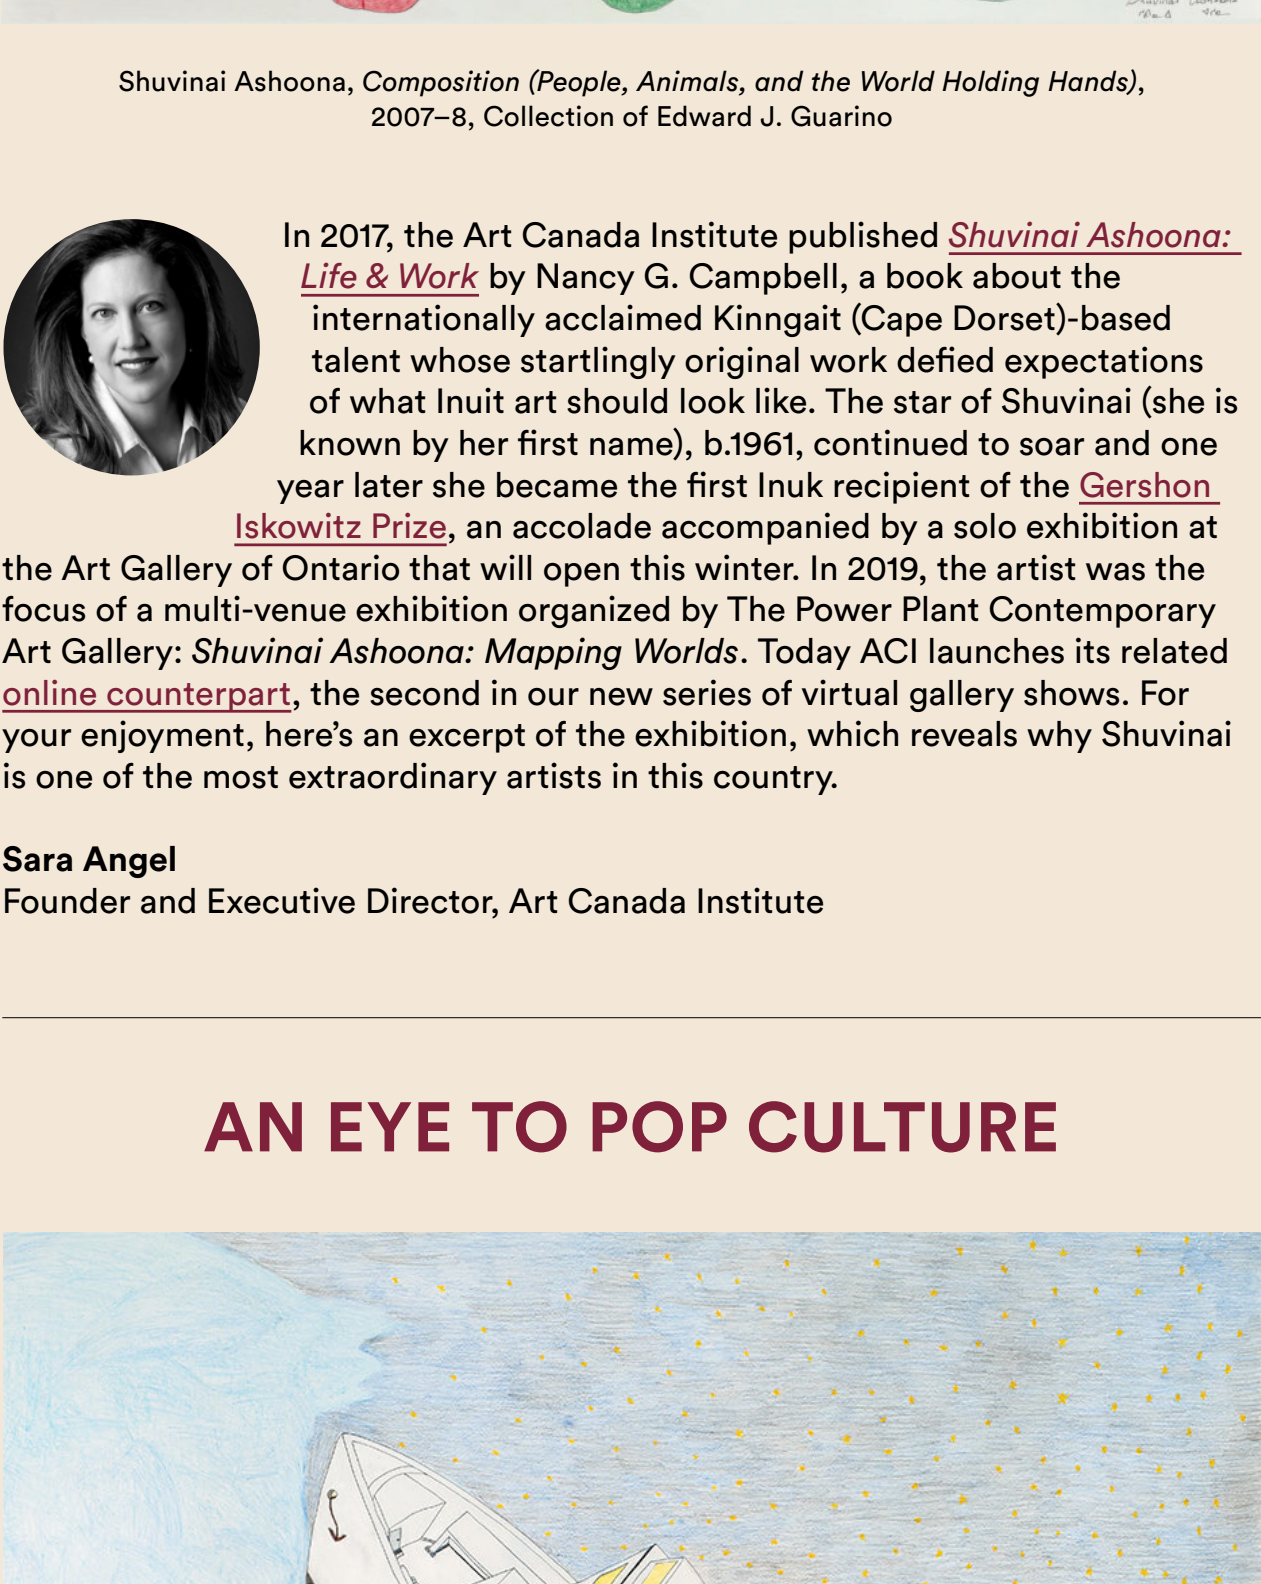 Shuvinai Ashoona, Composition (People, Animals, and the World Holding Hands),
2007–8, Collection of Edward J. Guarino
In 2017, the Art Canada Institute published Shuvinai Ashoona:
Life & Work by Nancy G. Campbell, a book about the
internationally acclaimed Kinngait (Cape Dorset)-based
talent whose startlingly original work defied expectations
of what Inuit art should look like. The star of Shuvinai (she is
known by her first name), b.1961, continued to soar and one
year later she became the first Inuk recipient of the Gershon
Iskowitz Prize, an accolade accompanied by a solo exhibition at
the Art Gallery of Ontario that will open this winter. In 2019, the artist was the
focus of a multi-venue exhibition organized by The Power Plant Contemporary
Art Gallery: Shuvinai Ashoona: Mapping Worlds. Today ACI launches its related
online counterpart, the second in our new series of virtual gallery shows. For
your enjoyment, here’s an excerpt of the exhibition, which reveals why Shuvinai
is one of the most extraordinary artists in this country.
Sara Angel
Founder and Executive Director, Art Canada Institute
AN EYE TO POP CULTURE